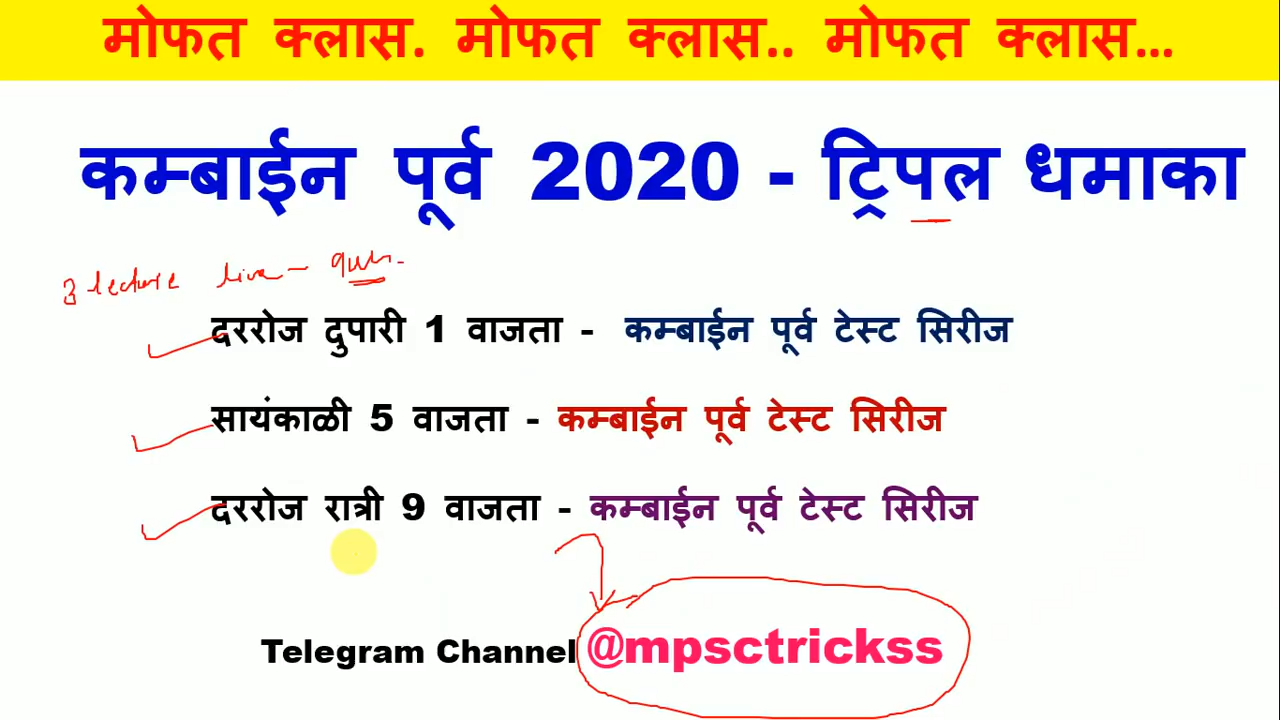 मोफत क्लास. मोफत क्लास.. मोफत क्लास...
कम्बाईन पूर्व 2020 - ट्रिपल धमाका
3 lecture live -
दररोज दुपारी 1 वाजता - कम्बाईन पूर्व टेस्ट सिरीज
सायंकाळी 5 वाजता - कम्बाईन पूर्व टेस्ट सिरीज
दररोज रात्री 9 वाजता - कम्बाईन पूर्व टेस्ट सिरीज
Telegram Channel @mpsctrickss